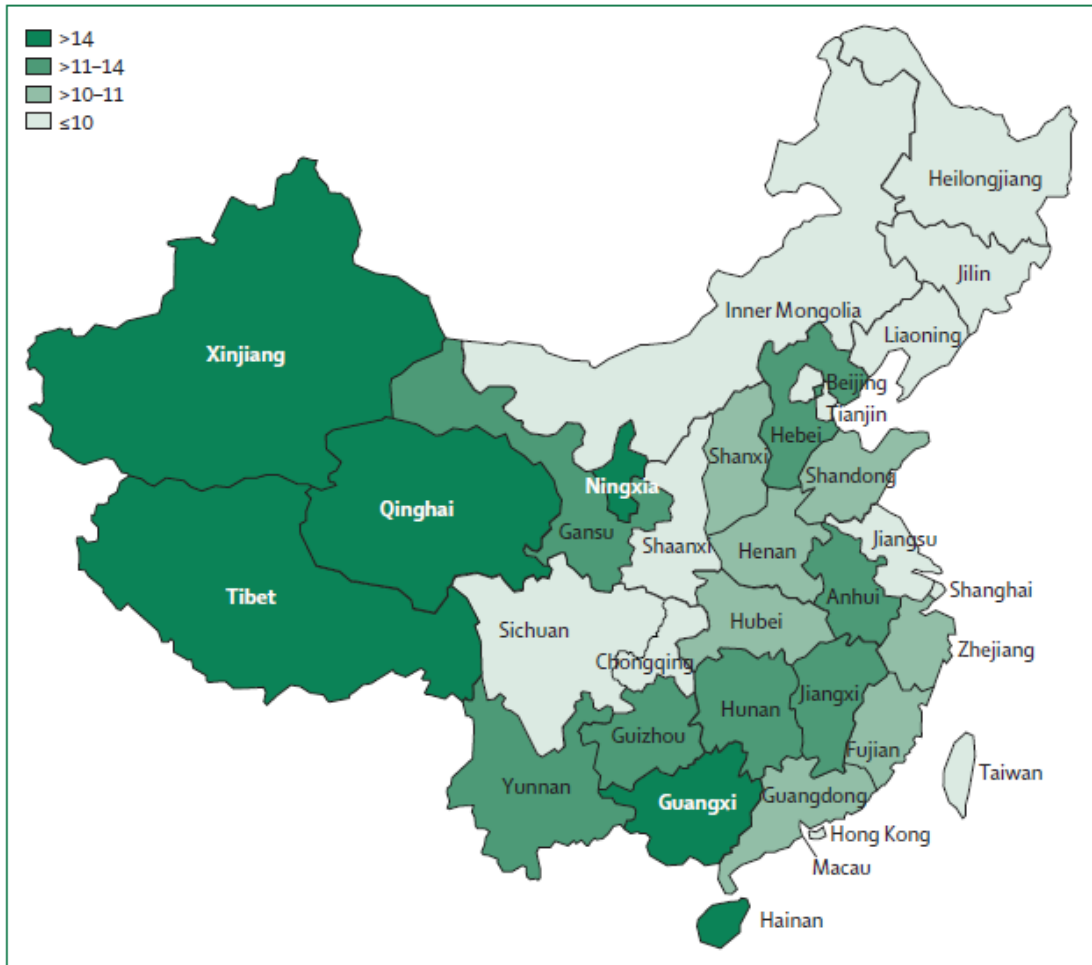 >14
>11–14
>10–11
≤10
Heilongjiang
Jilin
Inner Mongolia
Liaoning
Xinjiang
Beijing
Tianjin
Hebei
Shanxi
Shandong
Ningxia
Qinghai
Gansu
Shaanxi
Henan
Jiangsu
Shanghai
Anhui
Tibet
Sichuan
Hubei
Zhejiang
Chongqing
Jiangxi
Hunan
Guizhou
Fujian
Taiwan
Yunnan
Guangxi
Guangdong
Hong Kong
Macau
Hainan